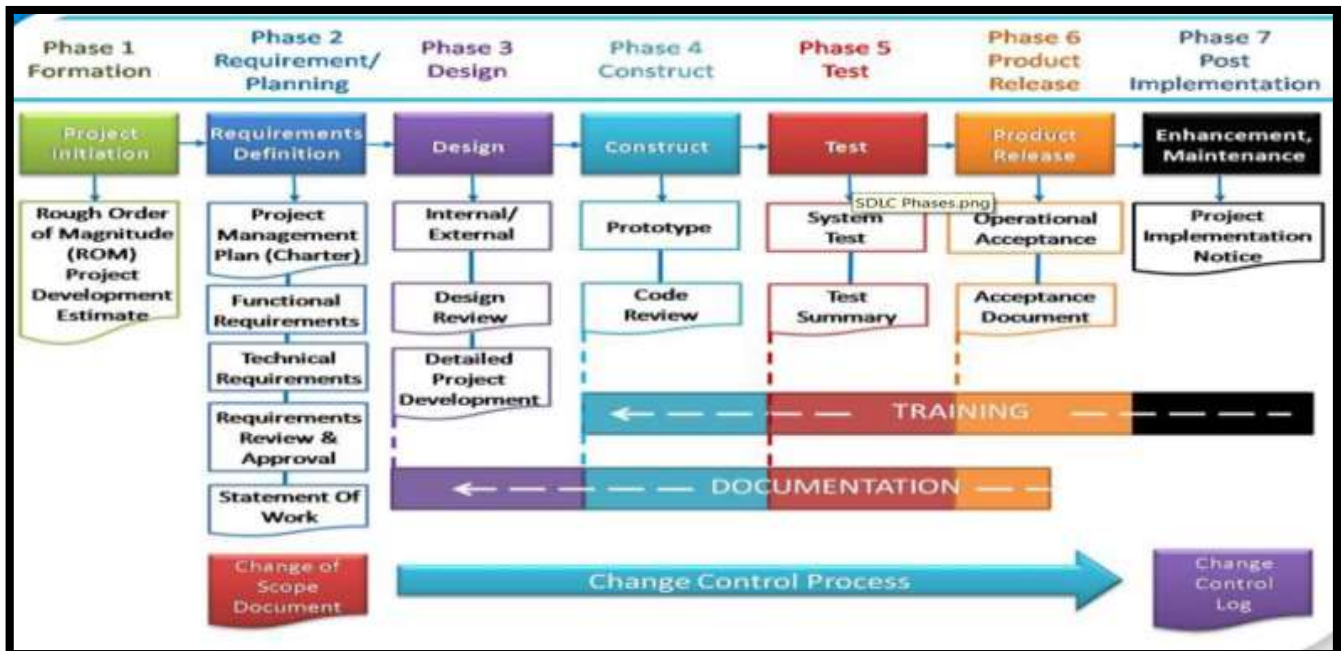 Phase 1
Formation
Phase 2
Requirement/
Planning
Phase 3
Design
Phase 4
Construct
Phase 5
Test
Phase 6
Product
Release
Phase 7
Post
Implementation
Project
Initiation
Requirements
Definition
Design
Construct
Test
Product
Release
Enhancement,
Maintenance
Rough Order
of Magnitude
(ROM)
Project
Development
Estimate
Project
Management
Plan (Charter)
Functional
Requirements
Technical
Requirements
Requirements
Review &
Approval
Statement Of
Work
Internal/
External
Design
Review
Detailed
Project
Development
Prototype
Code
Review
SDLC Phases.png
System
Test
Test
Summary
Operational
Acceptance
Acceptance
Document
Project
Implementation
Notice
TRAINING
DOCUMENTATION
Change of
Scope
Document
Change Control Process
Change
Control
Log